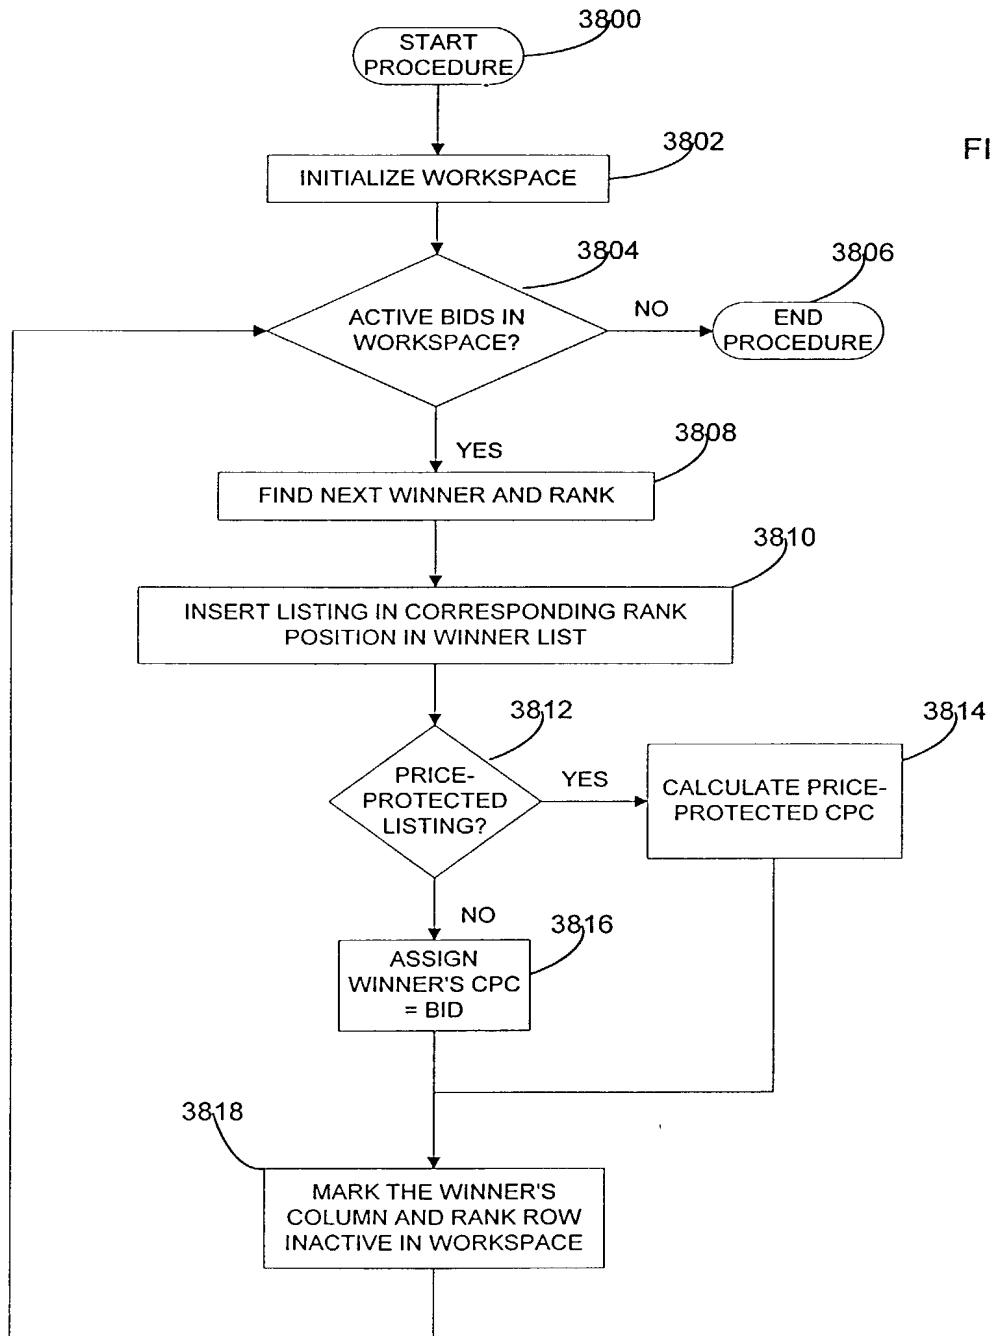 3800
START
PROCEDURE
3802
FI
INITIALIZE WORKSPACE
3804
3806
ACTIVE BIDS IN
WORKSPACE?
NO
END
PROCEDURE
YES
3808
FIND NEXT WINNER AND RANK
3810
INSERT LISTING IN CORRESPONDING RANK
POSITION IN WINNER LIST
3812
3814
PRICE-
PROTECTED
LISTING?
YES
CALCULATE PRICE-
PROTECTED CPC
NO
3816
ASSIGN
WINNER'S CPC
= BID
3818
MARK THE WINNER'S
COLUMN AND RANK ROW
INACTIVE IN WORKSPACE